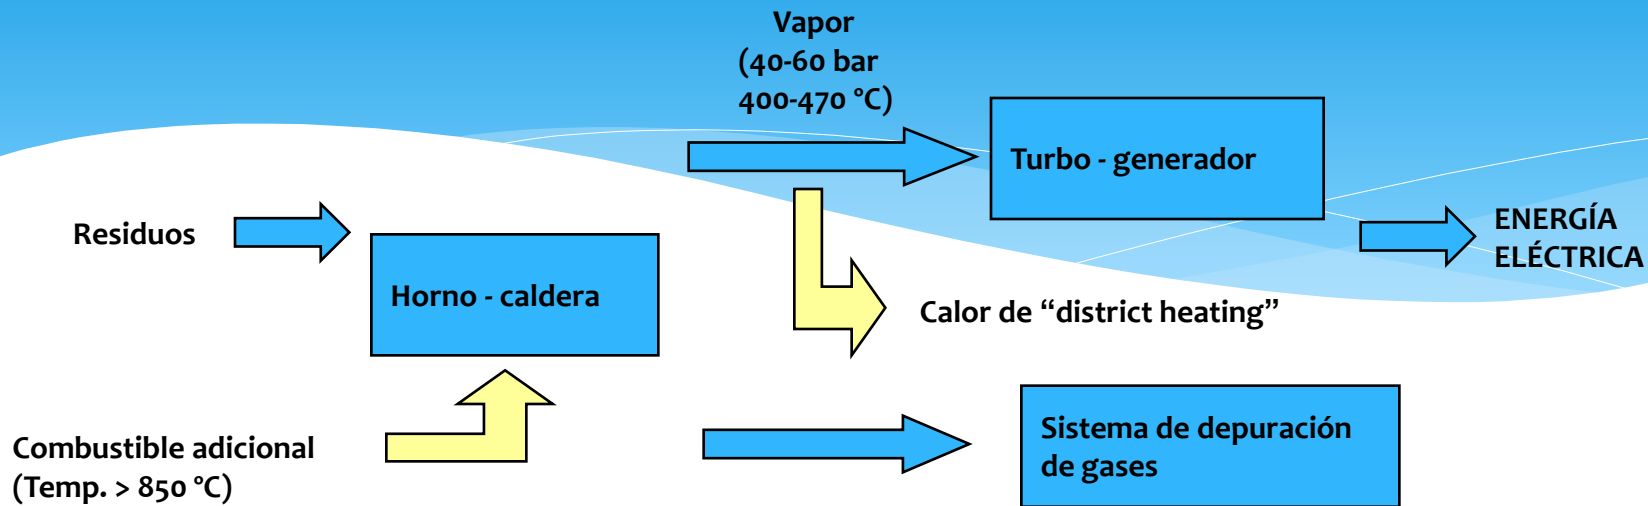 Vapor
(40-60 bar
400-470 °C)
Turbo - generador
Residuos
ENERGÍA
ELÉCTRICA
Horno - caldera
Calor de “district heating”
Combustible adicional
(Temp. > 850 °C)
Sistema de depuración
de gases